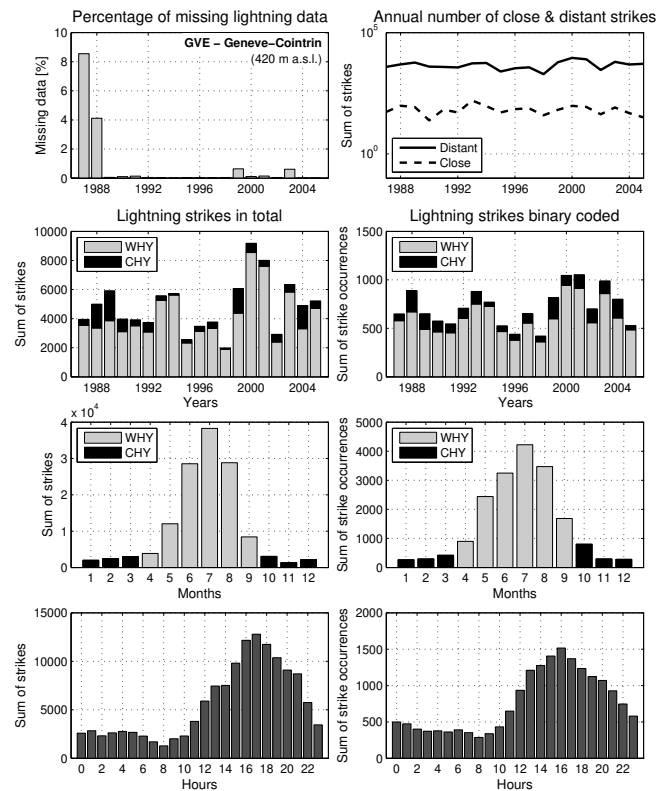 Percentage of missing lightning data
Missing data [%]
10
8
6
4
2
0
GVE – Geneve–Cointrin
(420 m a.s.l.)
1988 1992 1996 2000 2004
Annual number of close & distant strikes
Sum of strikes
10^5
10^0
Distant
Close
1988 1992 1996 2000 2004
Lightning strikes in total
Sum of strikes
10000
8000
6000
4000
2000
0
WHY
CHY
1988 1992 1996 2000 2004
Years
Lightning strikes binary coded
Sum of strike occurrences
1500
1000
500
0
WHY
CHY
1988 1992 1996 2000 2004
Years
x 10^4
Sum of strikes
4
3
2
1
0
WHY
CHY
1 2 3 4 5 6 7 8 9 10 11 12
Months
Sum of strike occurrences
5000
4000
3000
2000
1000
0
WHY
CHY
1 2 3 4 5 6 7 8 9 10 11 12
Months
Sum of strikes
15000
10000
5000
0
0 2 4 6 8 10 12 14 16 18 20 22
Hours
Sum of strike occurrences
2000
1500
1000
500
0
0 2 4 6 8 10 12 14 16 18 20 22
Hours